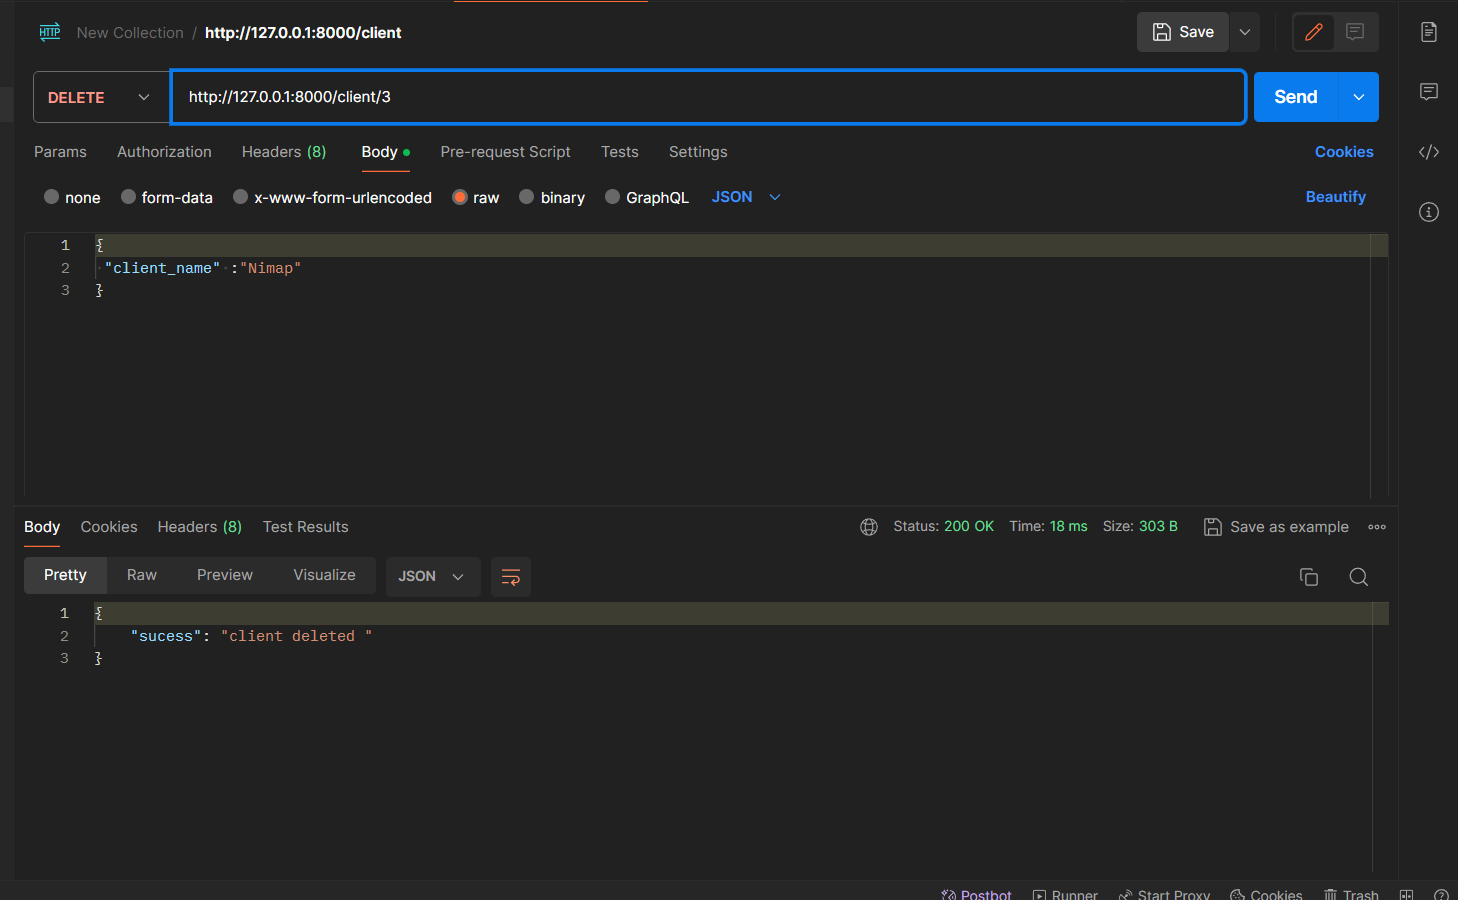 HTTP New Collection / http://127.0.0.1:8000/client Save
DELETE http://127.0.0.1:8000/client/3 Send
Params Authorization Headers (8) Body Pre-request Script Tests Settings Cookies
none form-data x-www-form-urlencoded raw binary GraphQL JSON Beautify
1 {
2 "client_name" :"Nimap"
3 }
Body Cookies Headers (8) Test Results Status: 200 OK Time: 18 ms Size: 303 B Save as example
Pretty Raw Preview Visualize JSON
1 {
2 "sucess": "client deleted "
3 }
Postbot Runner Start Proxy Cookies Trash